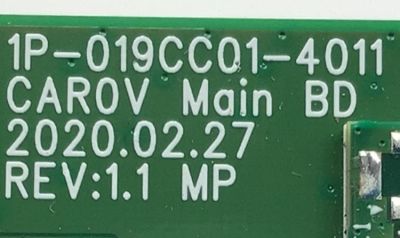 1P-019CC01-4011
CAROV Main BD
2020.02.27
REV:1.1 MP